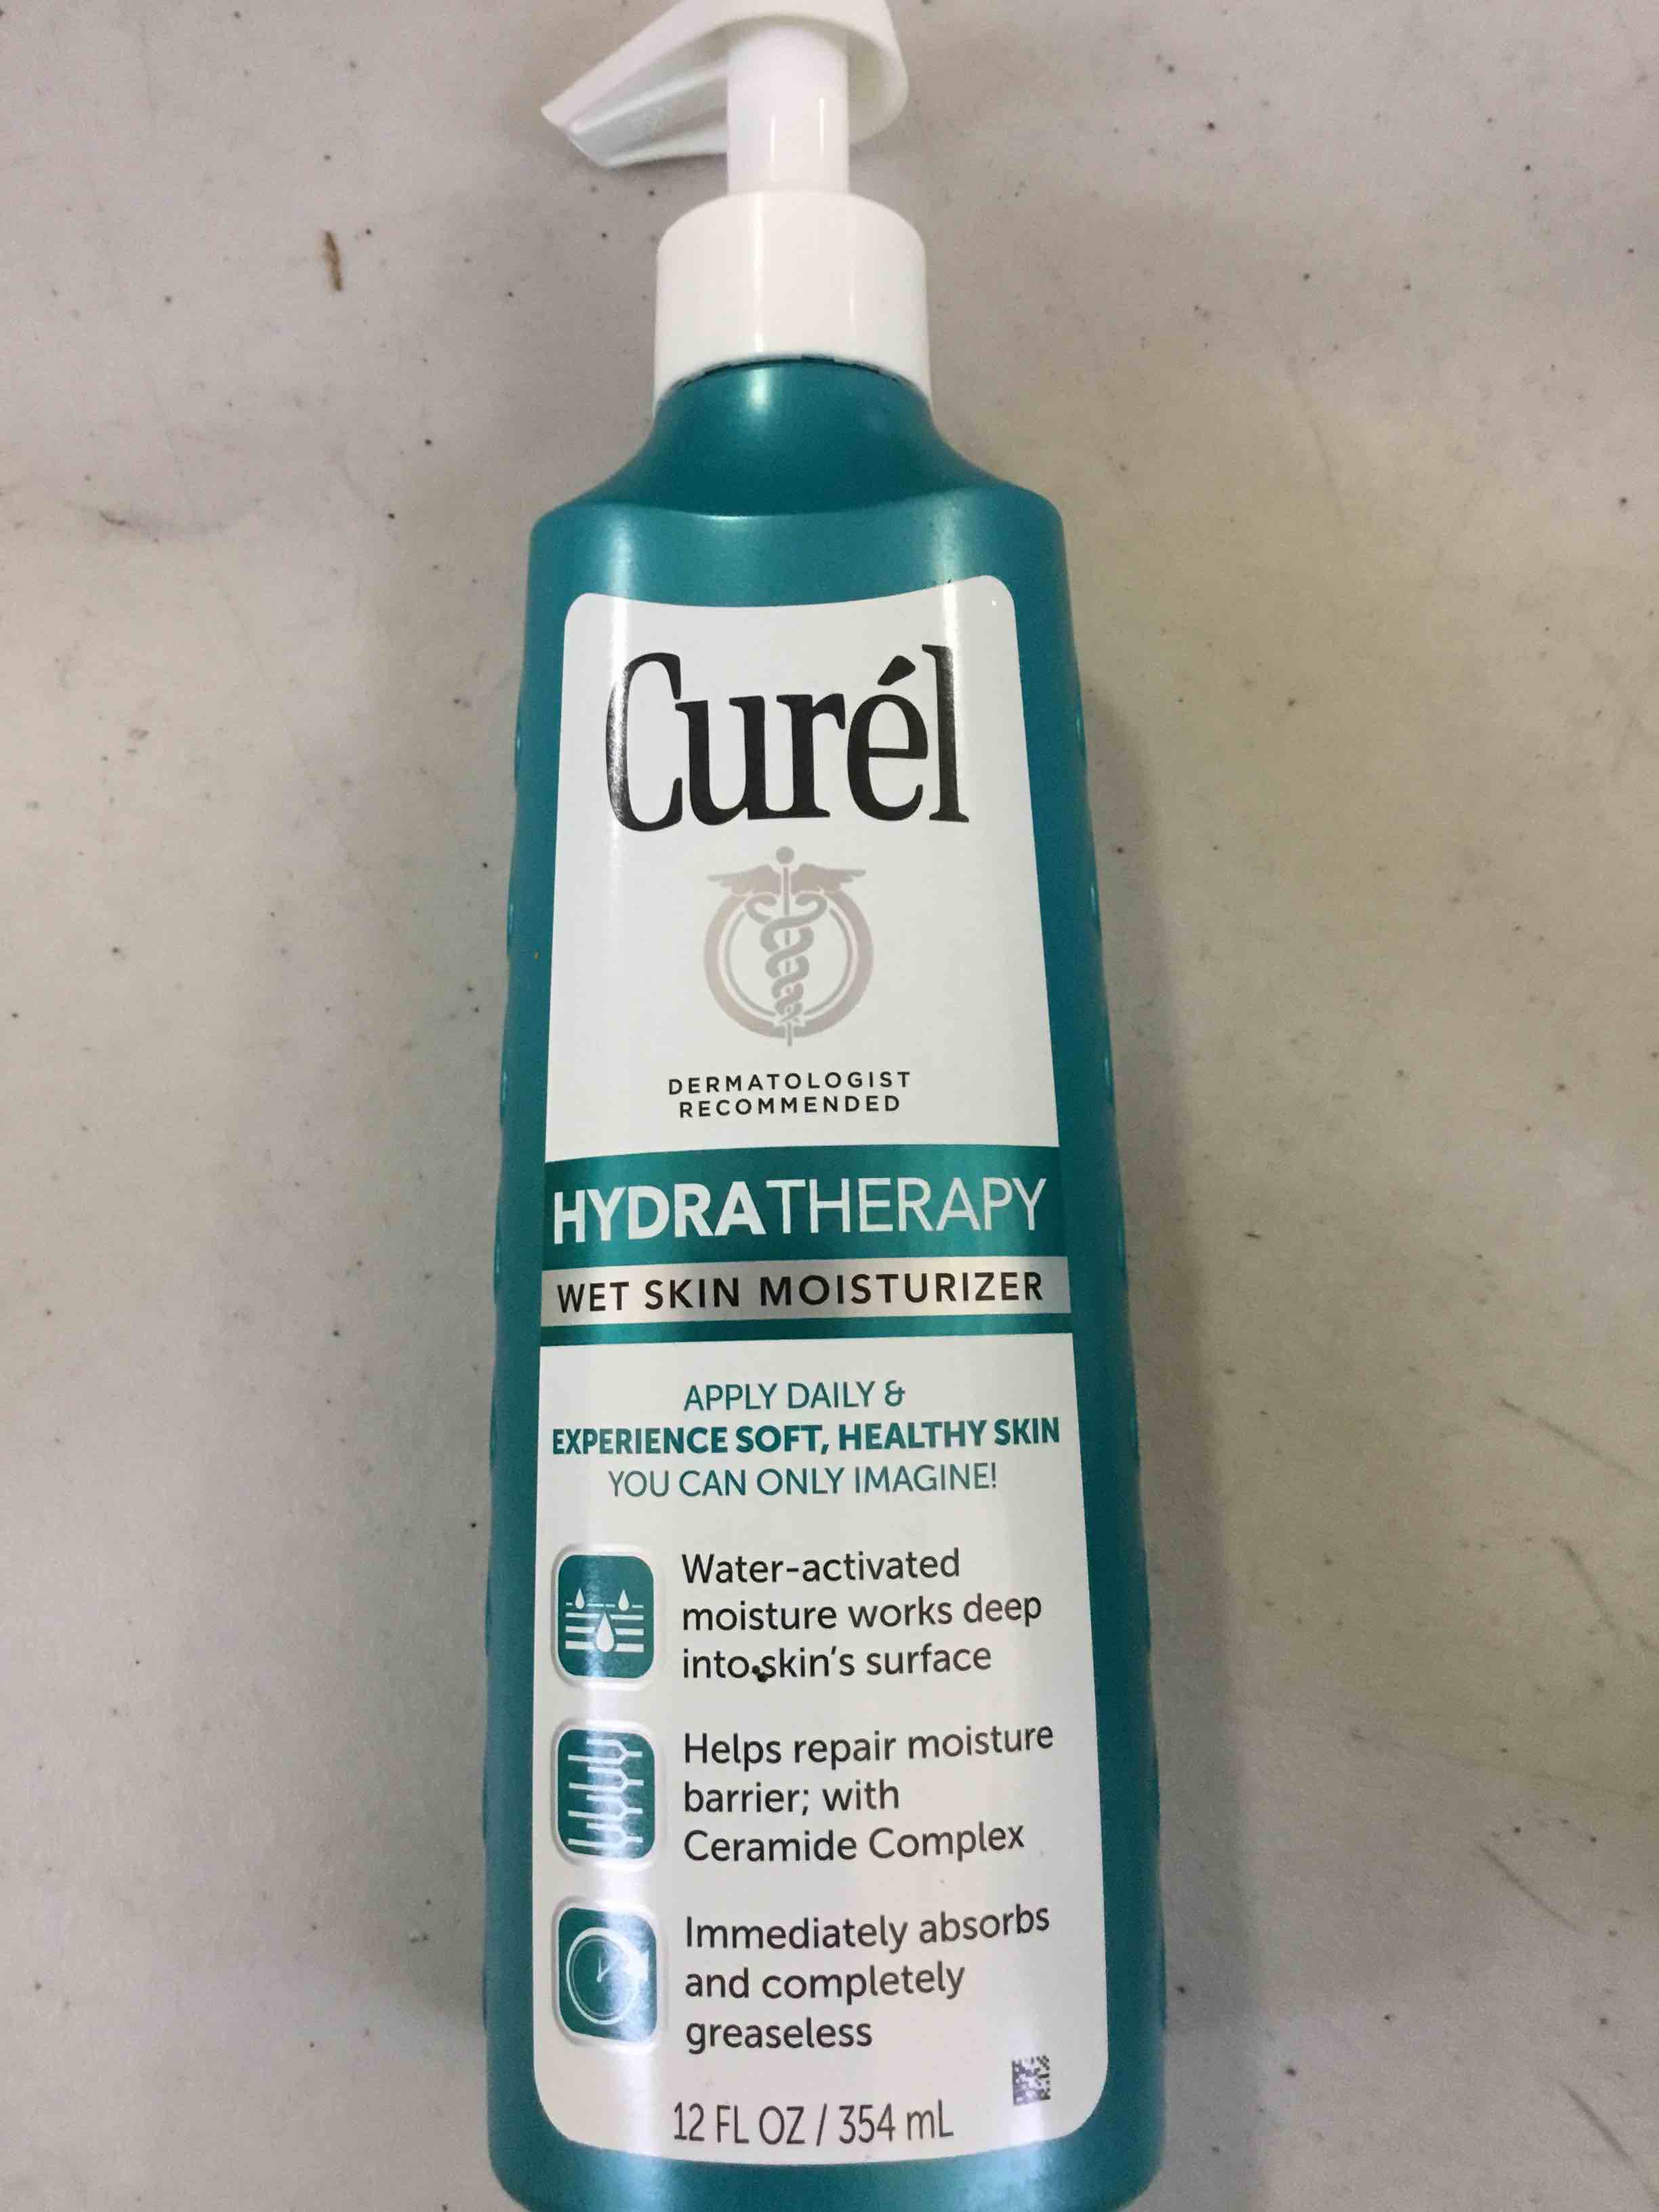 Curél
DERMATOLOGIST
RECOMMENDED
HYDRATHERAPY
WET SKIN MOISTURIZER
APPLY DAILY &
EXPERIENCE SOFT, HEALTHY SKIN
YOU CAN ONLY IMAGINE!
Water-activated
moisture works deep
into skin's surface
Helps repair moisture
barrier; with
Ceramide Complex
Immediately absorbs
and completely
greaseless
12 FL OZ / 354 mL